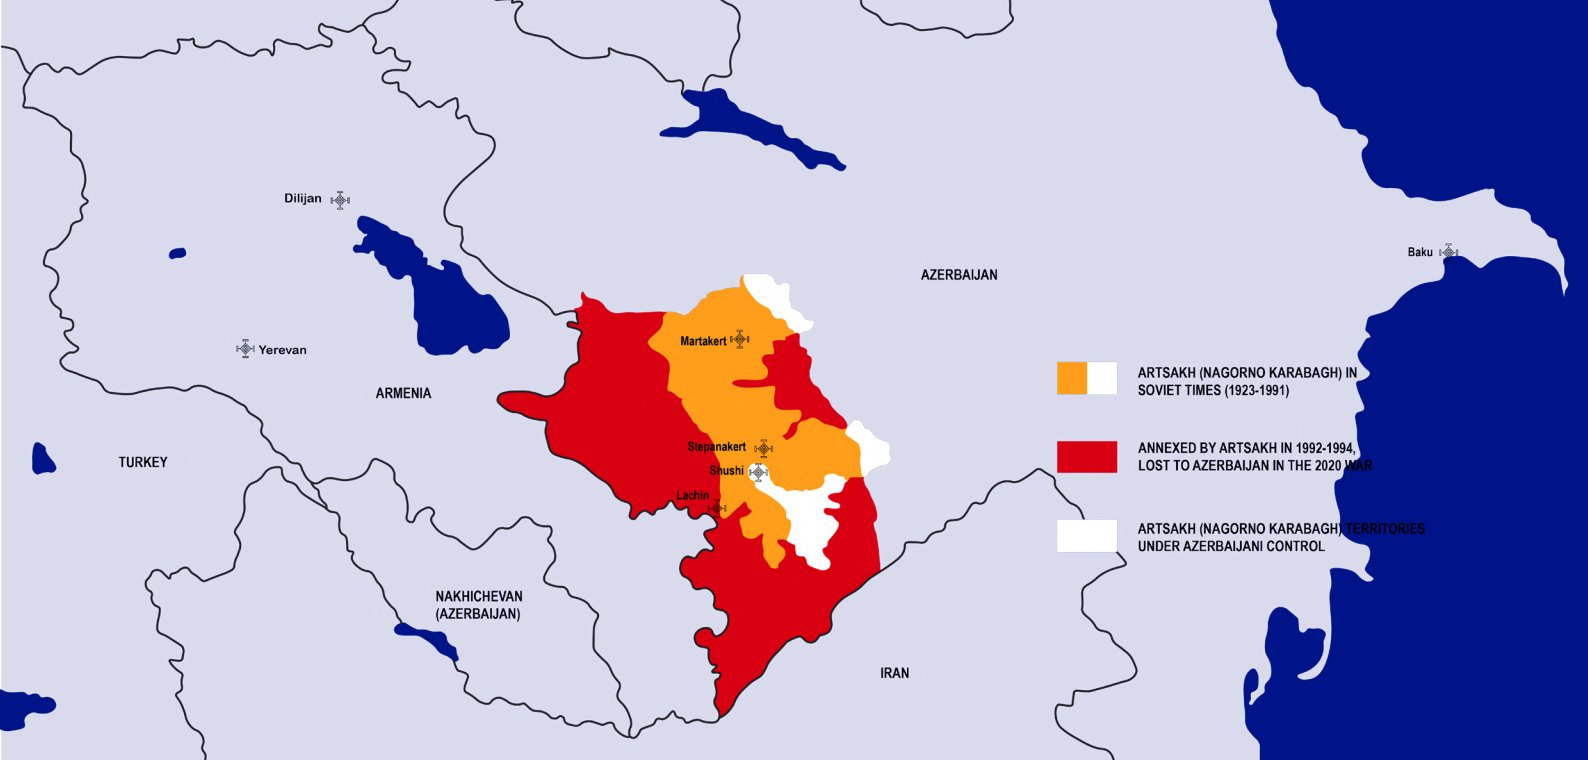 Dilijan
Baku
AZERBAIJAN
Martakert
Yerevan
ARMENIA
ARTSAKH (NAGORNO KARABAGH) IN
SOVIET TIMES (1923-1991)
Stepanakert
TURKEY
Shushi
ANNEXED BY ARTSAKH IN 1992-1994,
LOST TO AZERBAIJAN IN THE 2020 WAR
Lachin
ARTSAKH (NAGORNO KARABAGH) TERRITORIES
UNDER AZERBAIJANI CONTROL
NAKHICHEVAN
(AZERBAIJAN)
IRAN